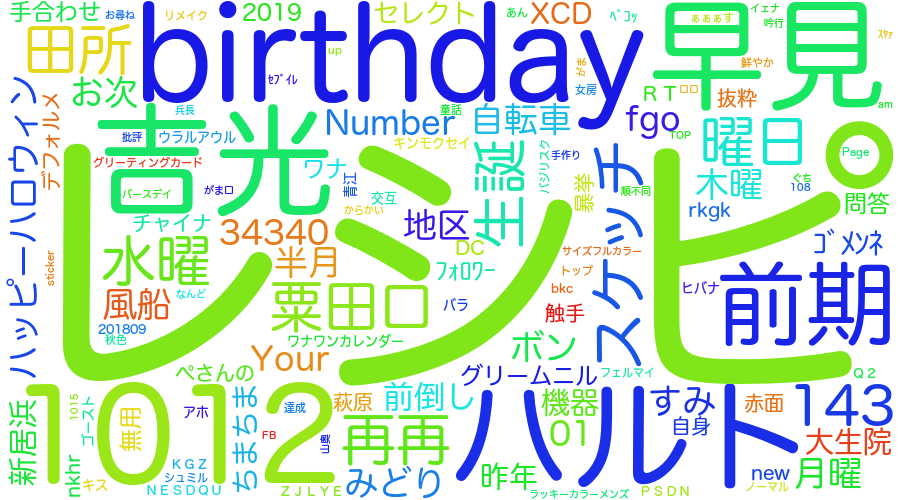 手合わせ
お尋ね
リメイク
2019
セレクト
あん
XCD
ﾍﾟｺｯ
ぁぁぁす
イェナ
吟行
ｽﾔｧ
田所
birthday
早見
up
ｾﾌﾞｲﾚ
がま
女房
鮮やか
am
お次
ＲＴ
ロロ
抜粋
ハッピーハロウィン
デフォルメ
兵長
童話
批評
ウラルアウル
Number
自転車
fgo
曜日
TOP
Page
吉光
キンモクセイ
グリーティングカード
バースデイ
がま口
ワナ
青江
交互
からかい
生誕
バジリスク
手作り
暴挙
スケッチ
木曜
rkgk
順不同
ぐち
108
問答
レシピ。
チャイナ
34340
地区
DC
サイズフルカラー
ｺﾞﾒﾝﾈ
水曜
半月
ﾌｫﾛﾜｰ
トップ
bkc
ヒバナ
前期
sticker
なんど
風船
粟田口
バラ
触手
201809
秋色
ワナワンカレンダー
ボン
Your
ぺさんの
グリームニル
フェルマイ
Ｑ２
新居浜
1012
1015
ゴースト
無用
アホ
ちまちま
達成
萩原
前倒し
ハルト
機器
すみ
赤面
143
01
自身
大生院
FB
山奥
再再
nkhr
キス
ＫＧＺ
シュミル
ＮＥＳＤＱＵ
ＺＪＬＹＥ
みどり
昨年
ラッキーカラーメンズ
ＰＳＤＮ
new
ノーマル
月曜